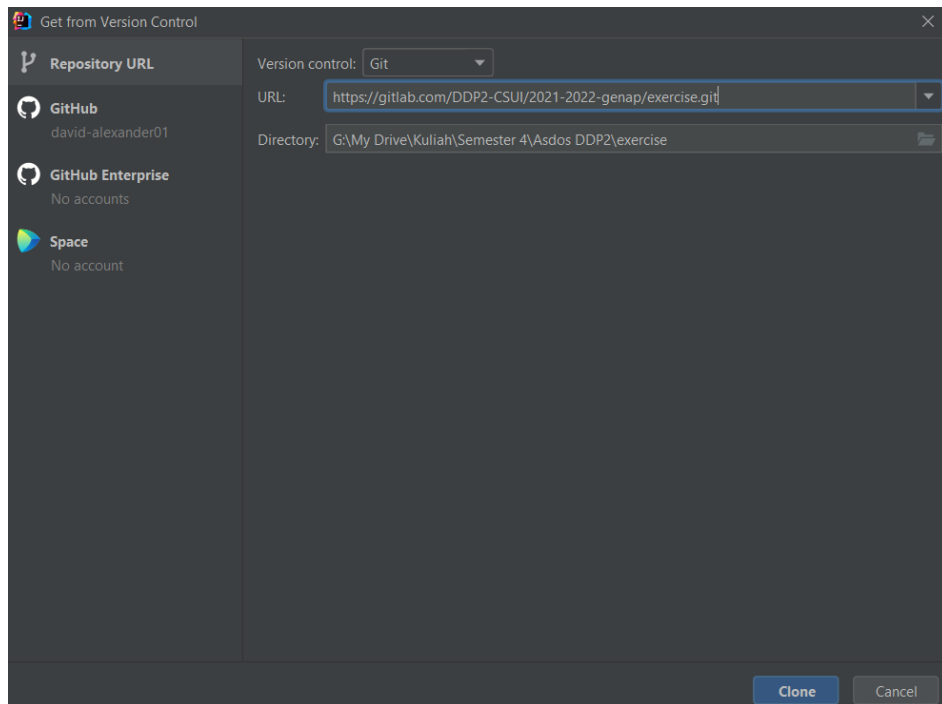 Get from Version Control
Repository URL
GitHub
david-alexander01
GitHub Enterprise
No accounts
Space
No account
Version control: Git
URL: https://gitlab.com/DDP2-CSUI/2021-2022-genap/exercise.git
Directory: G:\My Drive\Kuliah\Semester 4\Asdos DDP2\exercise
Clone Cancel